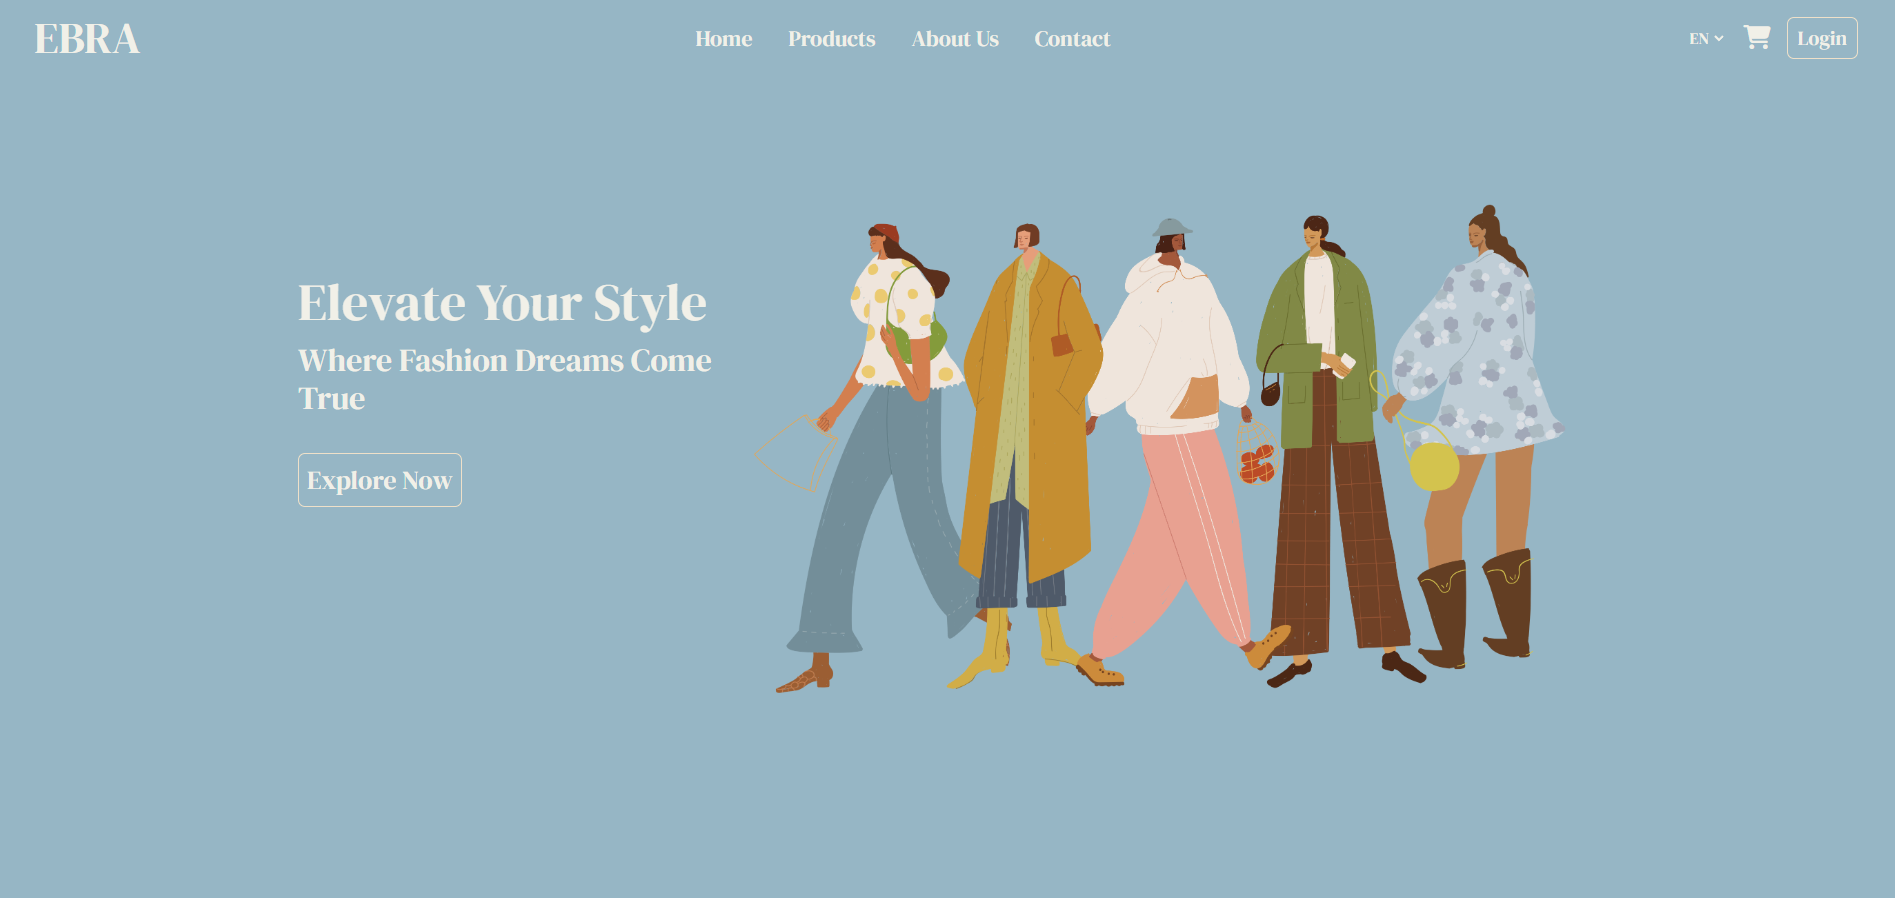 EBRA
Home
Products
About Us
Contact
EN
Login
Elevate Your Style
Where Fashion Dreams Come
True
Explore Now